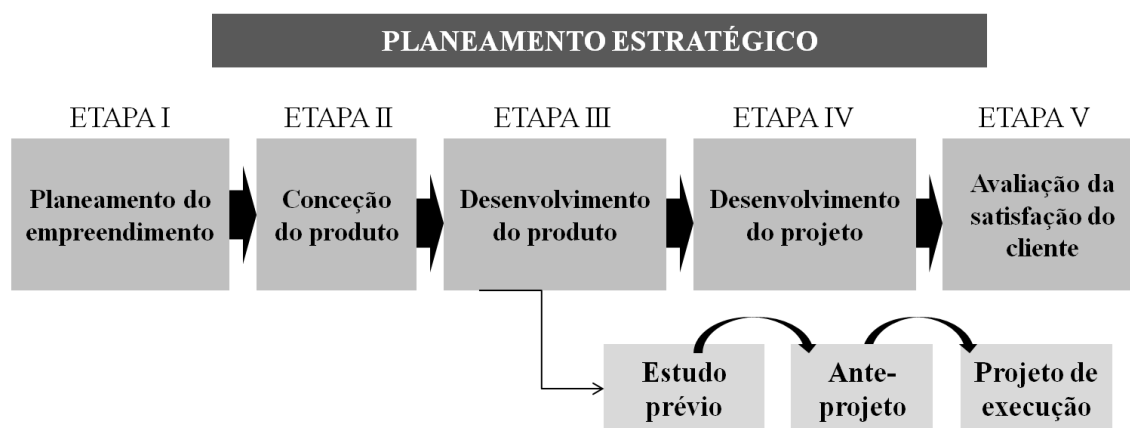 PLANEAMENTO ESTRATÉGICO
ETAPA I
ETAPA II
ETAPA III
ETAPA IV
ETAPA V
Planeamento do
empreendimento
Conceção
do produto
Desenvolvimento
do produto
Desenvolvimento
do projeto
Avaliação da
satisfação do
cliente
Estudo
prévio
Ante-
projeto
Projeto de
execução